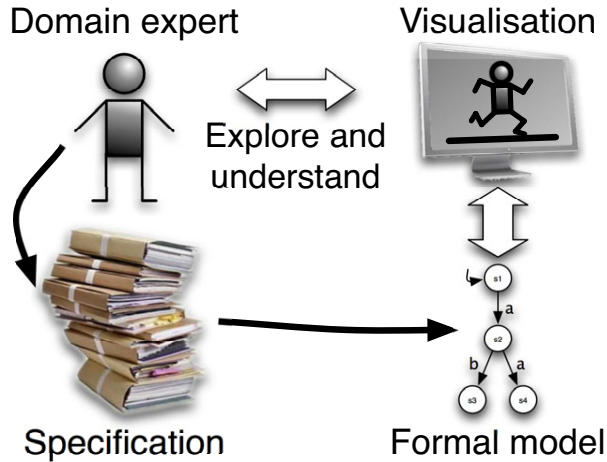 Domain expert
Visualisation
Explore and
understand
s1
a
s2
b
a
s3
s4
Specification
Formal model